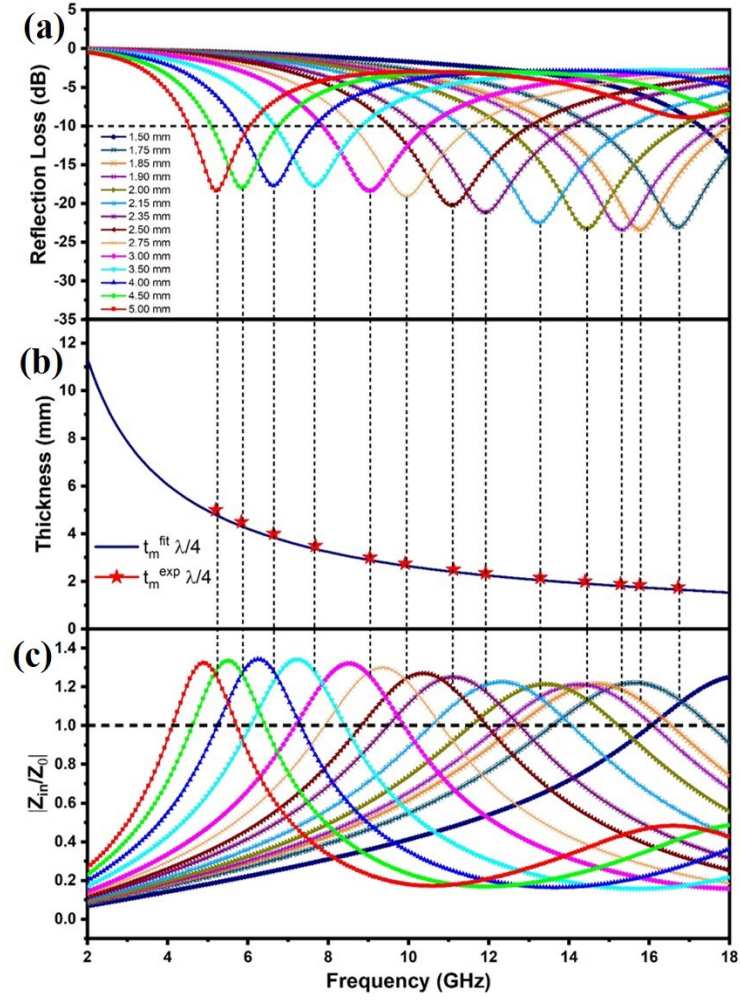 (a)
5
0
-5
-10
-15
-20
-25
-30
-35
Reflection Loss (dB)
1.50 mm
1.75 mm
1.85 mm
1.90 mm
2.00 mm
2.15 mm
2.35 mm
2.50 mm
2.75 mm
3.00 mm
3.50 mm
4.00 mm
4.50 mm
5.00 mm
(b)
12
10
8
6
4
2
0
Thickness (mm)
t_m^fit λ/4
t_m^exp λ/4
(c)
1.4
1.2
1.0
0.8
0.6
0.4
0.2
0.0
|Z_in/Z_0|
2 4 6 8 10 12 14 16 18
Frequency (GHz)